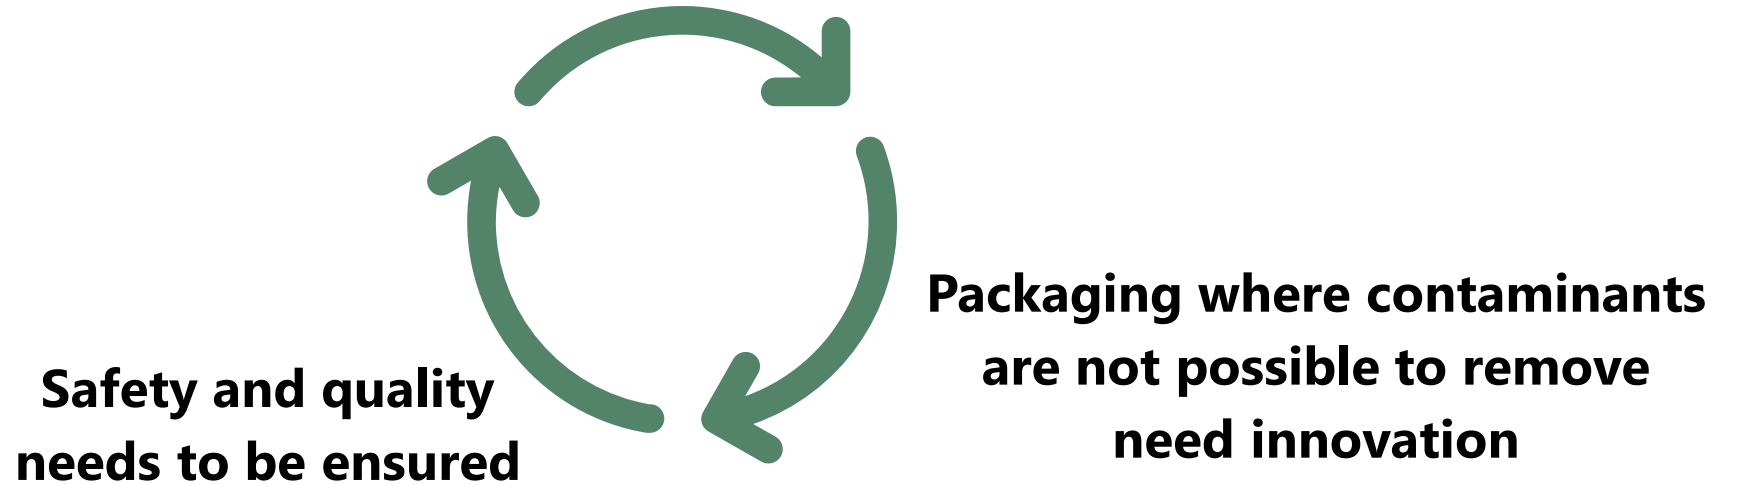 Safety and quality
needs to be ensured
Packaging where contaminants
are not possible to remove
need innovation